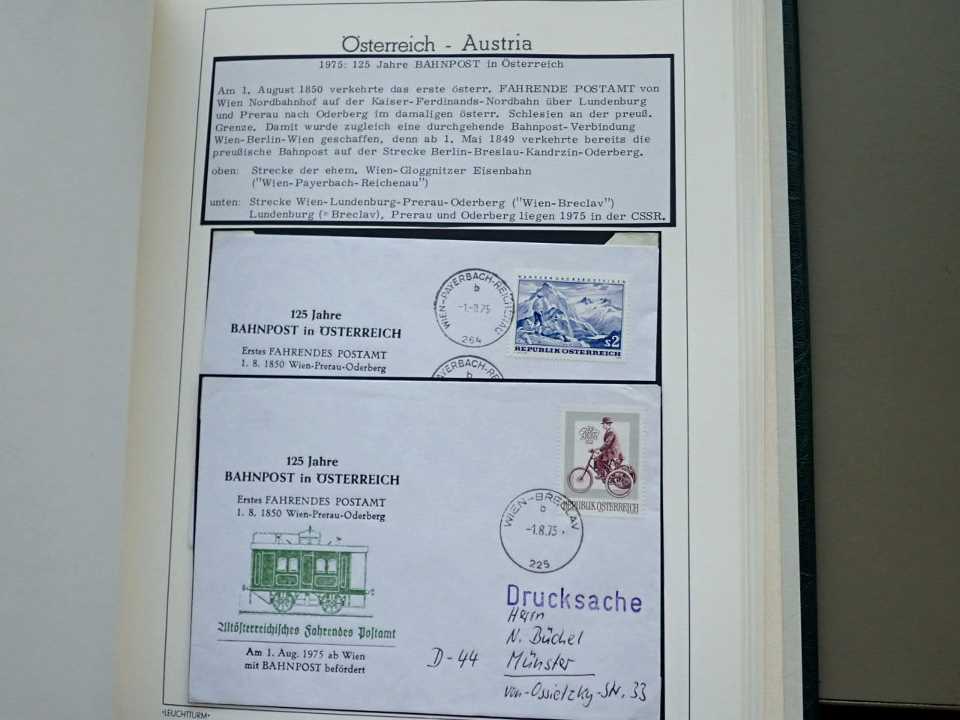 Österreich - Austria
1975: 125 Jahre BAHNPOST in Österreich
Am 1. August 1850 verkehrte das erste österr. FAHRENDE POSTAMT von
Wien Nordbahnhof auf der Kaiser-Ferdinands-Nordbahn über Lundenburg
und Prerau nach Oderberg im damaligen österr. Schlesien an der preuß.
Grenze. Damit wurde zugleich eine durchgehende Bahnpost-Verbindung
Wien-Berlin-Wien geschaffen, denn ab 1. Mai 1849 verkehrte bereits die
preußische Bahnpost auf der Strecke Berlin-Breslau-Kandrzin-Oderberg.
oben: Strecke der ehem. Wien-Gloggnitzer Eisenbahn
("Wien-Payerbach-Reichenau")
unten: Strecke Wien-Lundenburg-Prerau-Oderberg ("Wien-Breclav")
Lundenburg (= Breclav), Prerau und Oderberg liegen 1975 in der CSSR.
125 Jahre
BAHNPOST in ÖSTERREICH
Erstes FAHRENDES POSTAMT
1. 8. 1850 Wien-Prerau-Oderberg
WIEN-PAYERBACH-REICHENAU
b
-1.-8.75
264
S2
REPUBLIK ÖSTERREICH
AYERBACH-RE
b
125 Jahre
BAHNPOST in ÖSTERREICH
Erstes FAHRENDES POSTAMT
1. 8. 1850 Wien-Prerau-Oderberg
Altösterreichisches Fahrendes Postamt
Am 1. Aug. 1975 ab Wien
mit BAHNPOST befördert
REPUBLIK ÖSTERREICH
WIEN-BRECLAV
b
-1.8.75
225
Drucksache
Herrn
N. Büchel
D-44 Münster
von-Ossietzky-Str. 33
*LEUCHTTURM*